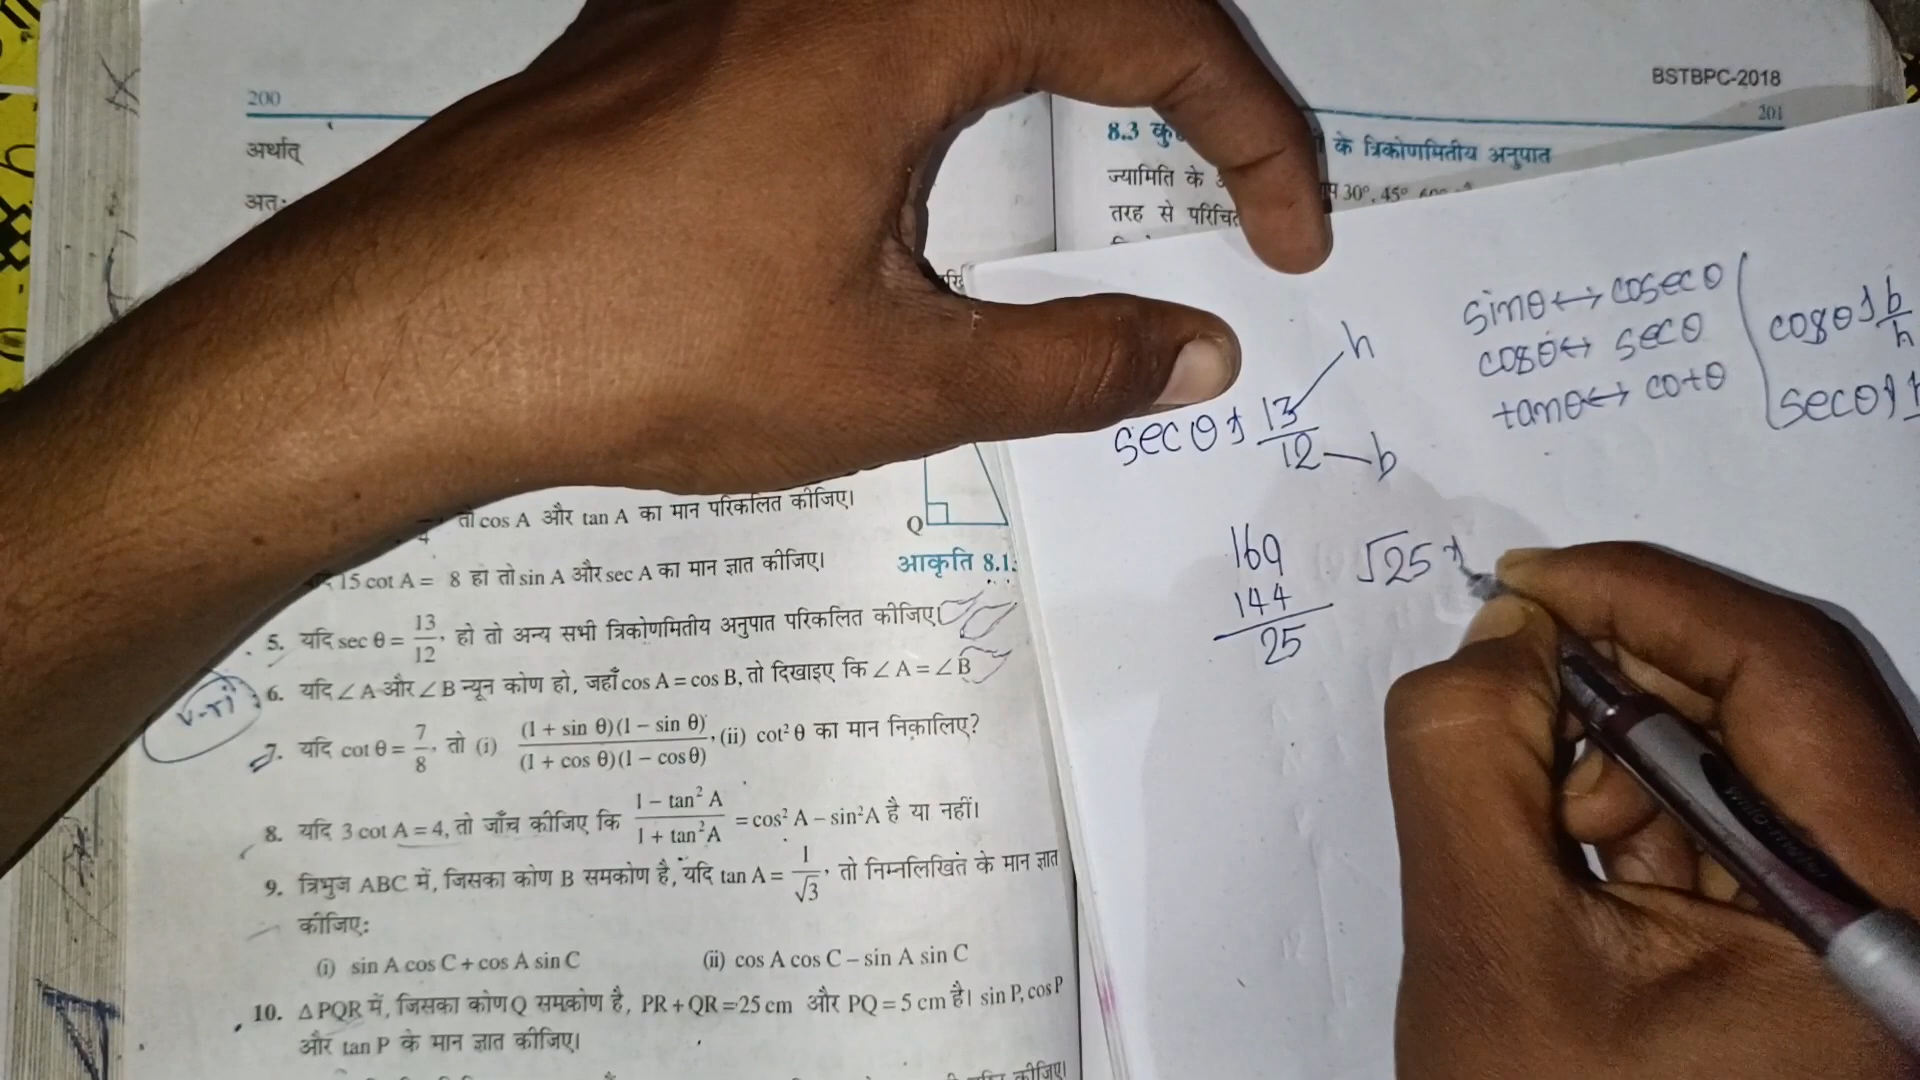 200
अर्थात्
अतः
तो cos A और tan A का मान परिकलित कीजिए।
4
15 cot A = 8 हो तो sin A और sec A का मान ज्ञात कीजिए।
Q
आकृति 8.1
5. यदि sec θ = 13/12, हो तो अन्य सभी त्रिकोणमितीय अनुपात परिकलित कीजिए।
6. यदि ∠A और ∠B न्यून कोण हो, जहाँ cos A = cos B, तो दिखाइए कि ∠A = ∠B
7. यदि cot θ = 7/8, तो (i) (1 + sin θ)(1 – sin θ)/(1 + cos θ)(1 – cos θ), (ii) cot² θ का मान निकालिए?
8. यदि 3 cot A = 4, तो जाँच कीजिए कि 1 – tan² A/1 + tan² A = cos² A – sin² A है या नहीं।
9. त्रिभुज ABC में, जिसका कोण B समकोण है, यदि tan A = 1/√3, तो निम्नलिखित के मान ज्ञात
कीजिए:
(i) sin A cos C + cos A sin C (ii) cos A cos C – sin A sin C
10. Δ PQR में, जिसका कोण Q समकोण है, PR + QR = 25 cm और PQ = 5 cm है। sin P, cos P
और tan P के मान ज्ञात कीजिए।
कीजिए।
BSTBPC-2018
201
8.3 के त्रिकोणमितीय अनुपात
ज्यामिति के 30°, 45°
तरह से परिचित
sinθ ↔ cosecθ
cosθ ↔ secθ
tanθ ↔ cotθ
cosθ = b/h
secθ =
secθ = 13/12
h
b
169
144
25
√25 =